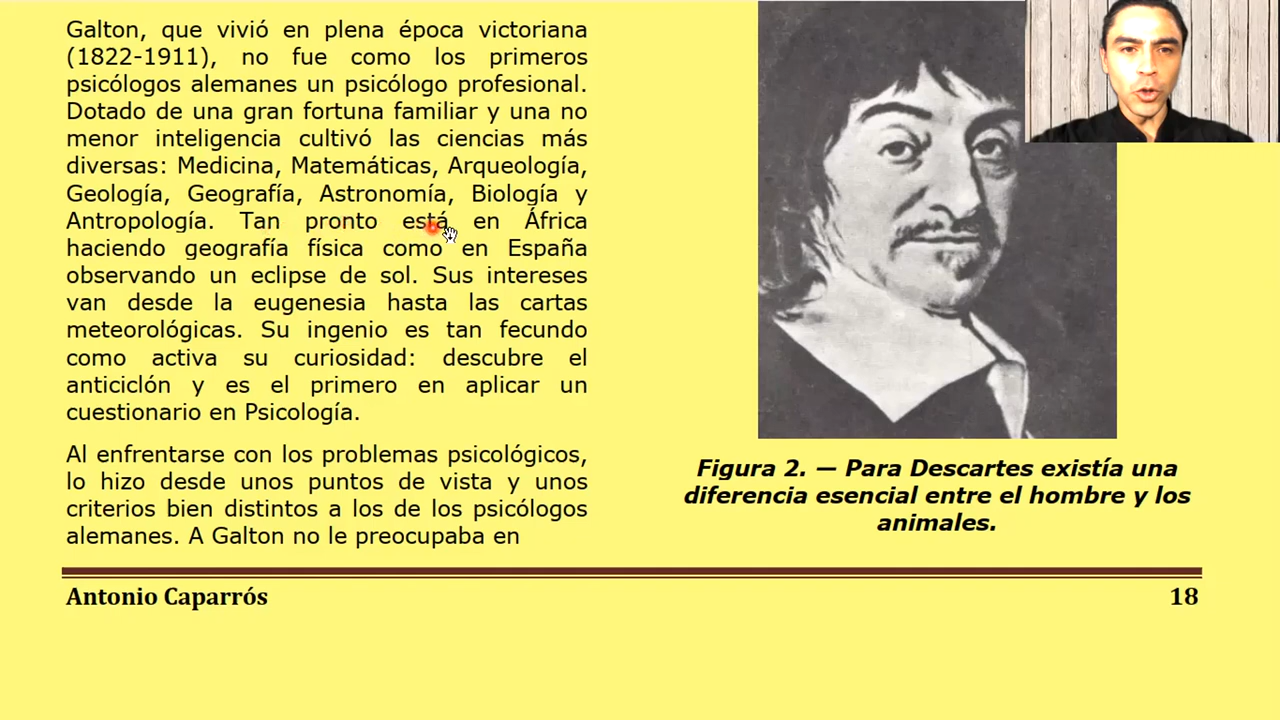 Galton, que vivió en plena época victoriana
(1822-1911), no fue como los primeros
psicólogos alemanes un psicólogo profesional.
Dotado de una gran fortuna familiar y una no
menor inteligencia cultivó las ciencias más
diversas: Medicina, Matemáticas, Arqueología,
Geología, Geografía, Astronomía, Biología y
Antropología. Tan pronto está en África
haciendo geografía física como en España
observando un eclipse de sol. Sus intereses
van desde la eugenesia hasta las cartas
meteorológicas. Su ingenio es tan fecundo
como activa su curiosidad: descubre el
anticiclón y es el primero en aplicar un
cuestionario en Psicología.
Al enfrentarse con los problemas psicológicos,
lo hizo desde unos puntos de vista y unos
criterios bien distintos a los de los psicólogos
alemanes. A Galton no le preocupaba en
Figura 2. — Para Descartes existía una
diferencia esencial entre el hombre y los
animales.
Antonio Caparrós
18